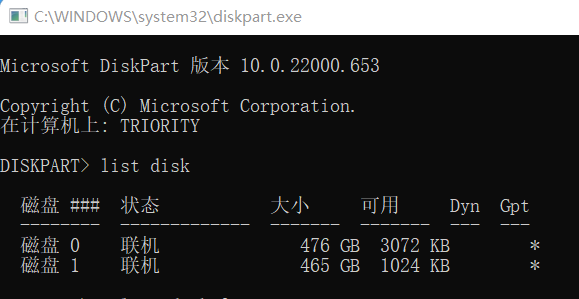 C:\WINDOWS\system32\diskpart.exe
Microsoft DiskPart 版本 10.0.22000.653
Copyright (C) Microsoft Corporation.
在计算机上: TRIORITY
DISKPART> list disk
磁盘 ###  状态           大小     可用     Dyn  Gpt
--------  -------------  -------  -------  ---  ---
磁盘 0    联机              476 GB  3072 KB        *
磁盘 1    联机              465 GB  1024 KB        *